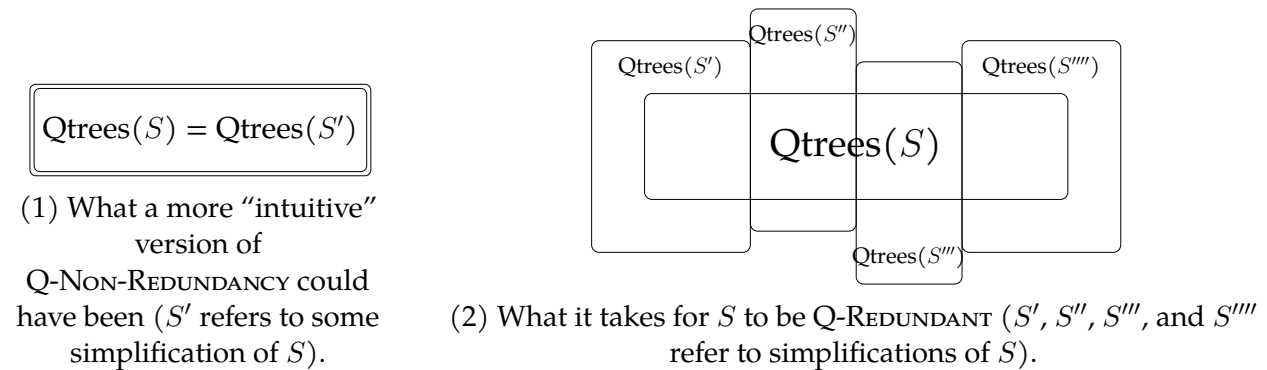 Qtrees(S) = Qtrees(S′)
(1) What a more “intuitive”
version of
Q-Non-Redundancy could
have been (S′ refers to some
simplification of S).
Qtrees(S′′)
Qtrees(S′)
Qtrees(S′′′′)
Qtrees(S)
Qtrees(S′′′)
(2) What it takes for S to be Q-Redundant (S′, S′′, S′′′, and S′′′′
refer to simplifications of S).